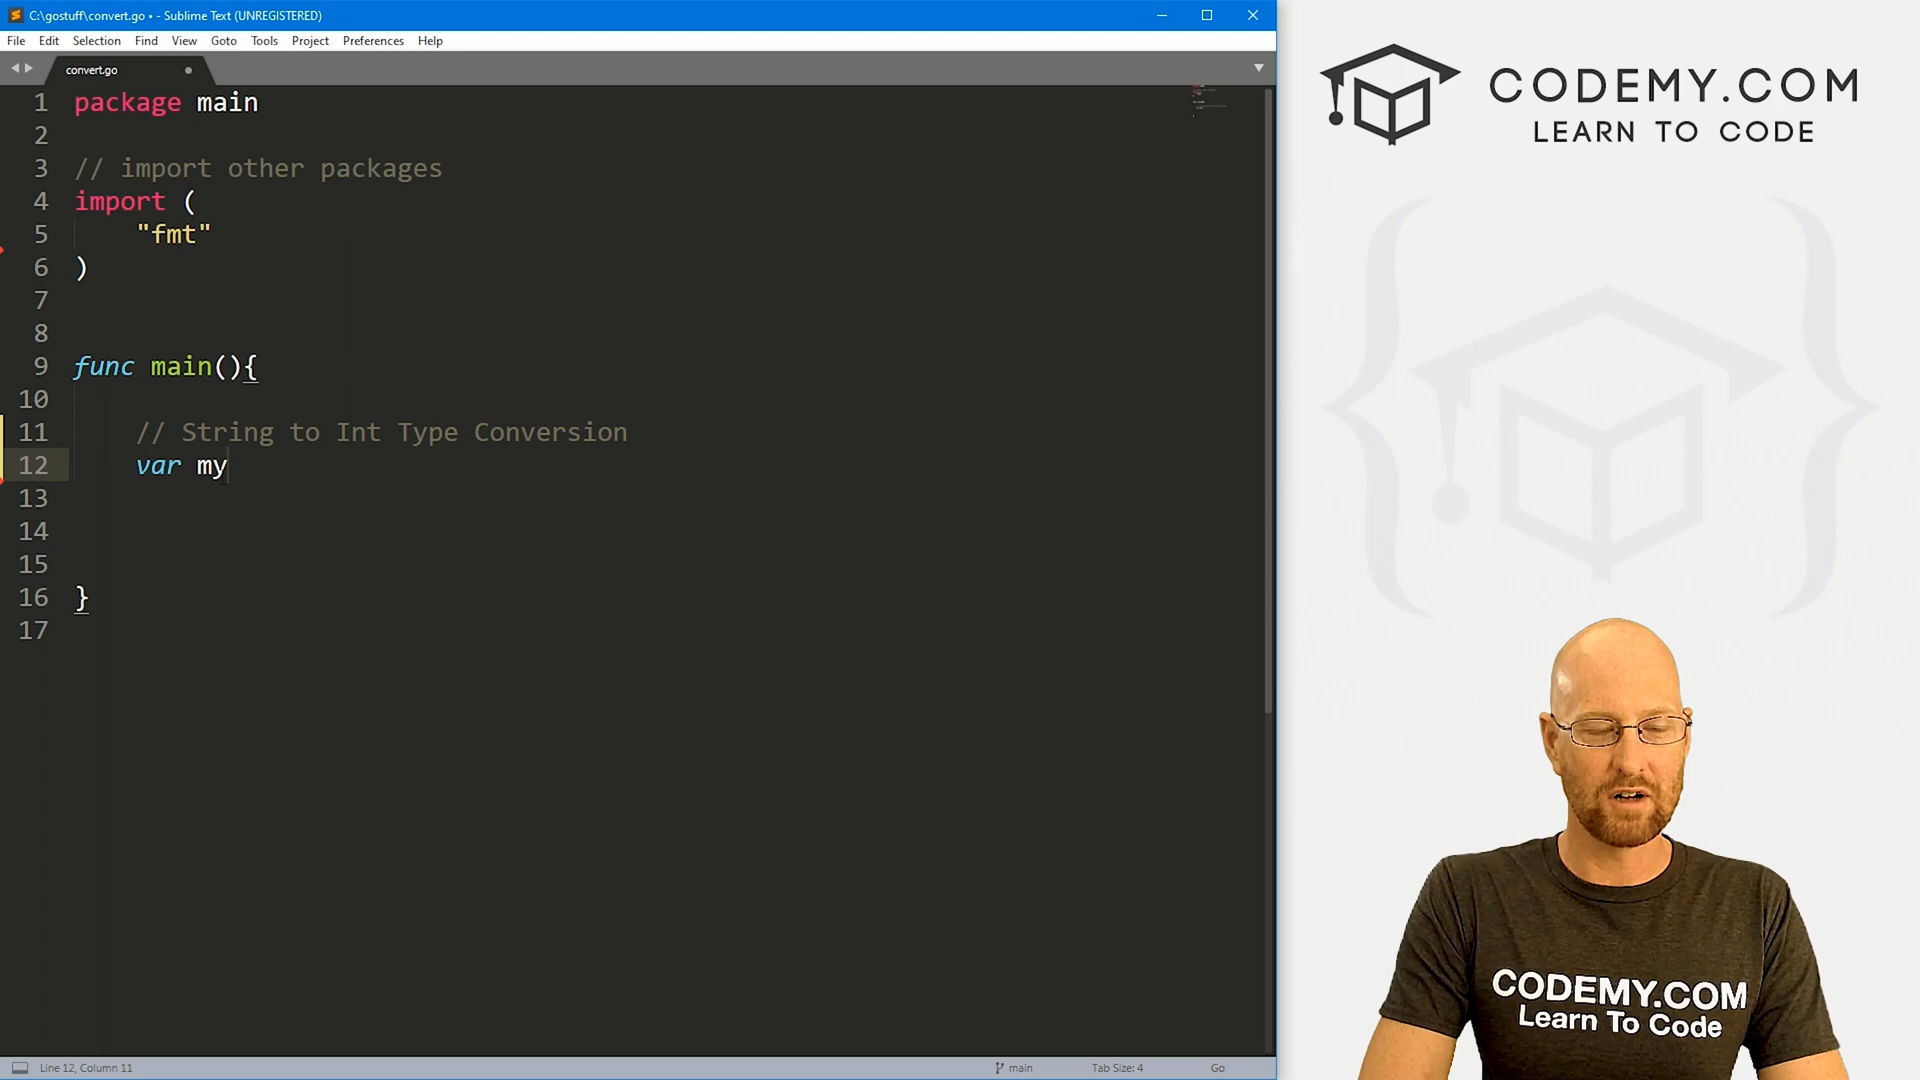 C:\gostuff\convert.go • - Sublime Text (UNREGISTERED)
File Edit Selection Find View Goto Tools Project Preferences Help
convert.go
1 package main
2
3 // import other packages
4 import (
5 "fmt"
6 )
7
8
9 func main(){
10
11 // String to Int Type Conversion
12 var my
13
14
15
16 }
17
Line 12, Column 11
main
Tab Size: 4
Go
CODEMY.COM
LEARN TO CODE
CODEMY.COM
Learn To Code